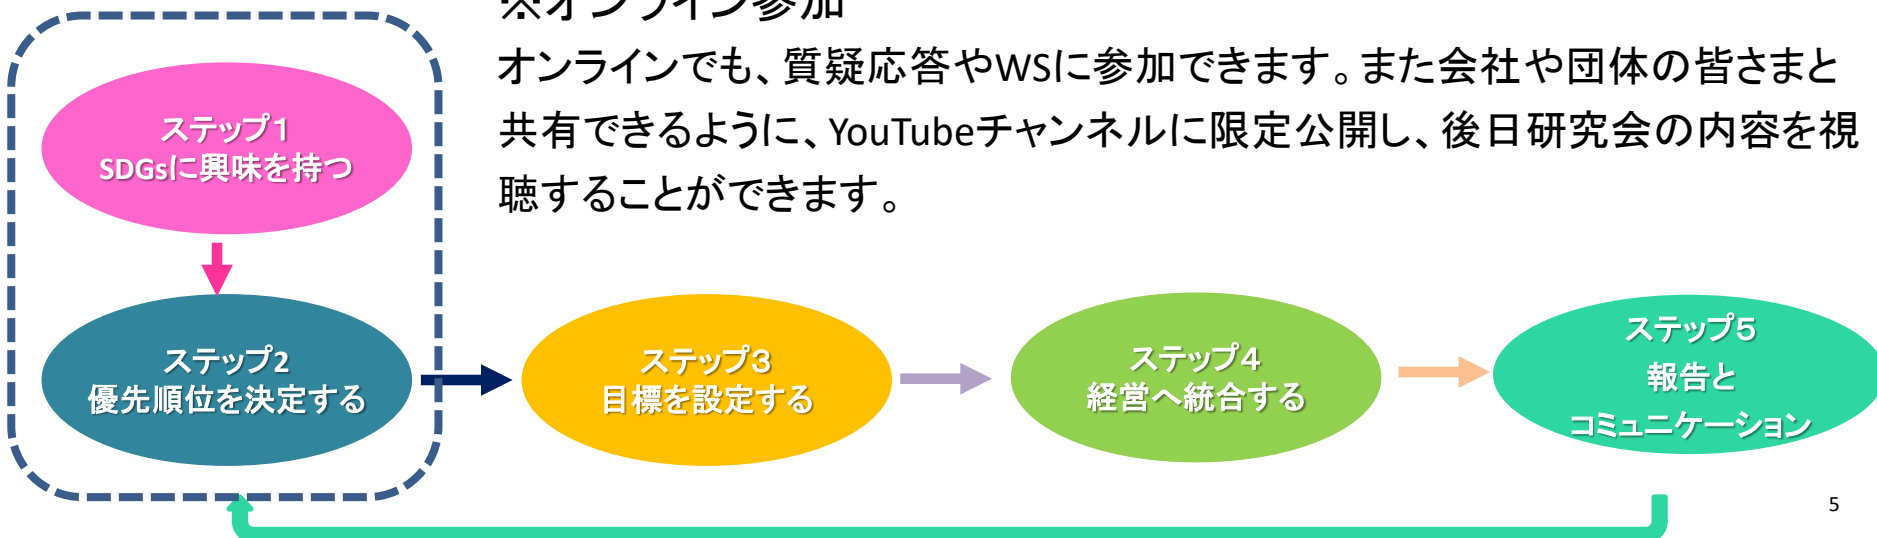 ※オンライン参加
オンラインでも、質疑応答やWSに参加できます。また会社や団体の皆さまと
共有できるように、YouTubeチャンネルに限定公開し、後日研究会の内容を視
聴することができます。
ステップ１
SDGsに興味を持つ
ステップ2
優先順位を決定する
ステップ３
目標を設定する
ステップ４
経営へ統合する
ステップ５
報告と
コミュニケーション
5